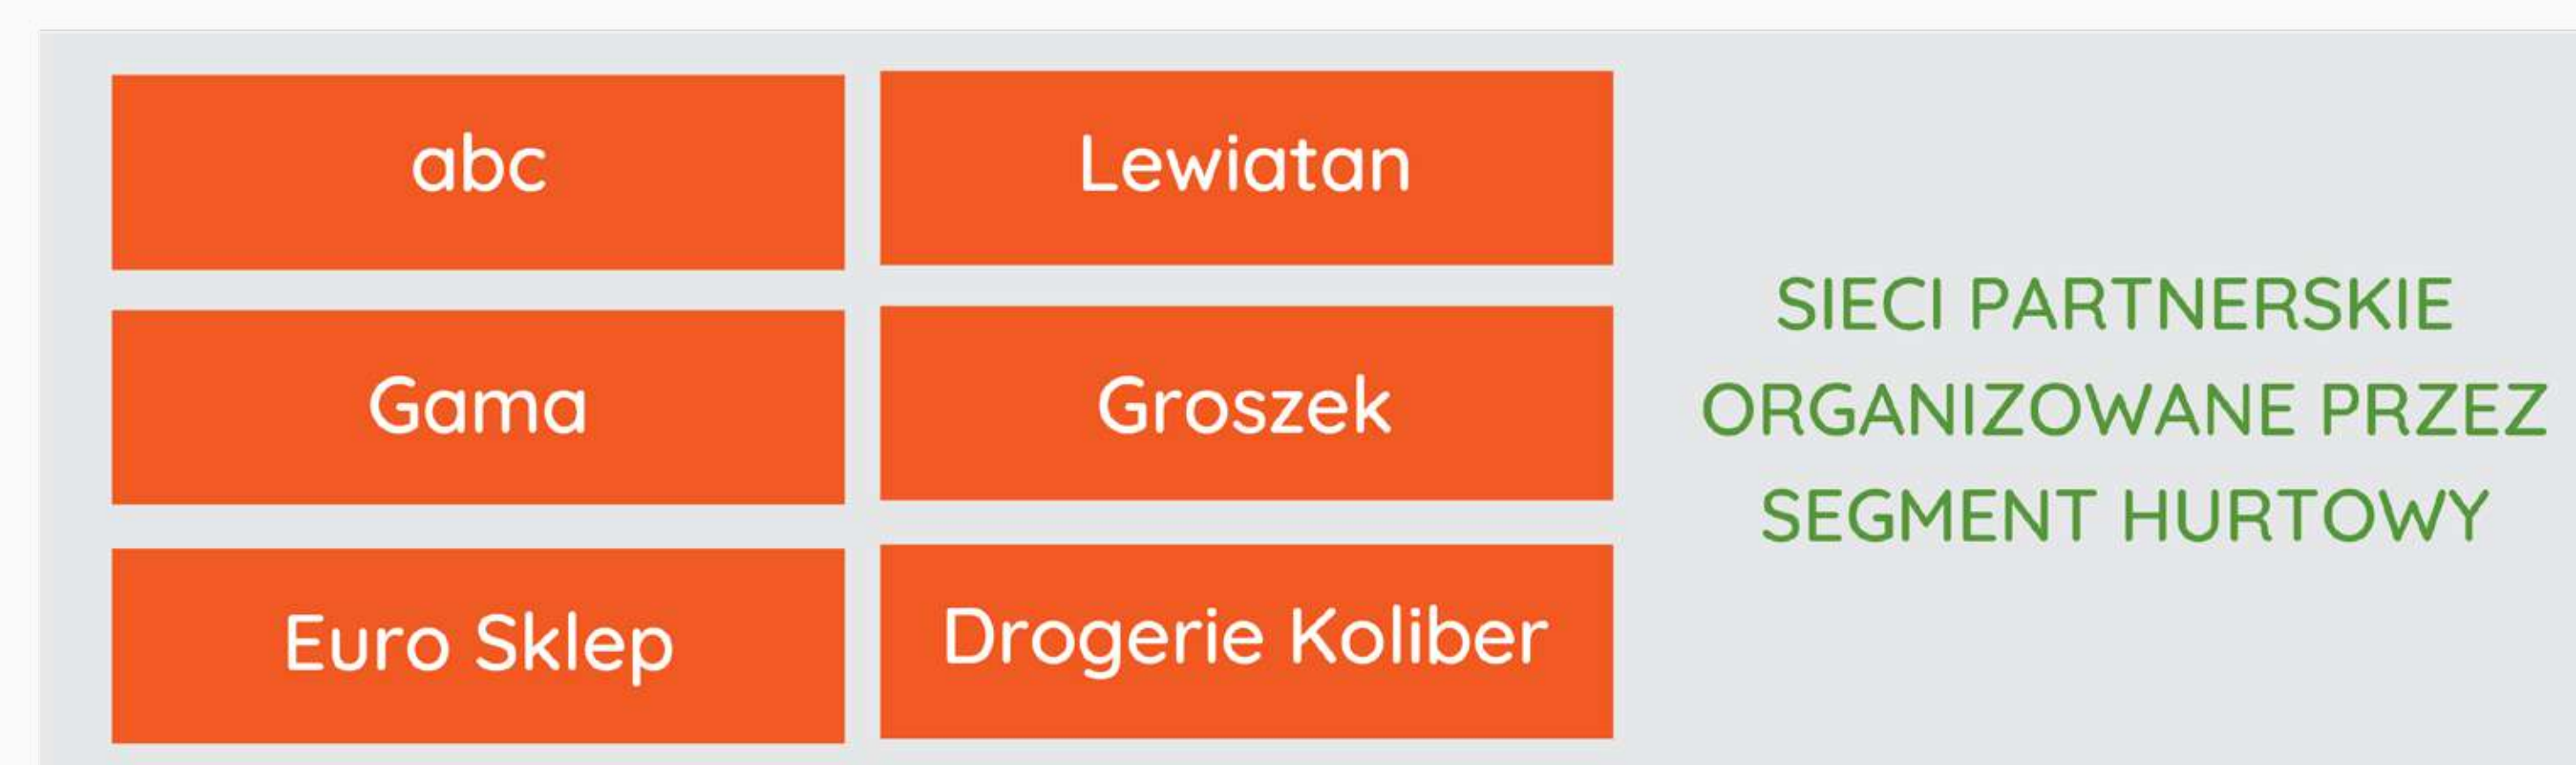 abc
Lewiatan
Gama
Groszek
Euro Sklep
Drogerie Koliber
SIECI PARTNERSKIE
ORGANIZOWANE PRZEZ
SEGMENT HURTOWY